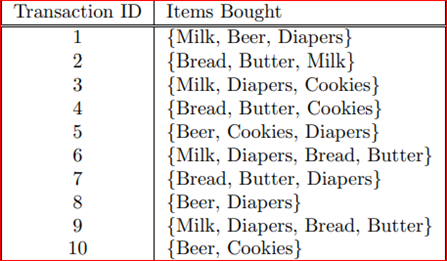 Transaction ID Items Bought
1 {Milk, Beer, Diapers}
2 {Bread, Butter, Milk}
3 {Milk, Diapers, Cookies}
4 {Bread, Butter, Cookies}
5 {Beer, Cookies, Diapers}
6 {Milk, Diapers, Bread, Butter}
7 {Bread, Butter, Diapers}
8 {Beer, Diapers}
9 {Milk, Diapers, Bread, Butter}
10 {Beer, Cookies}